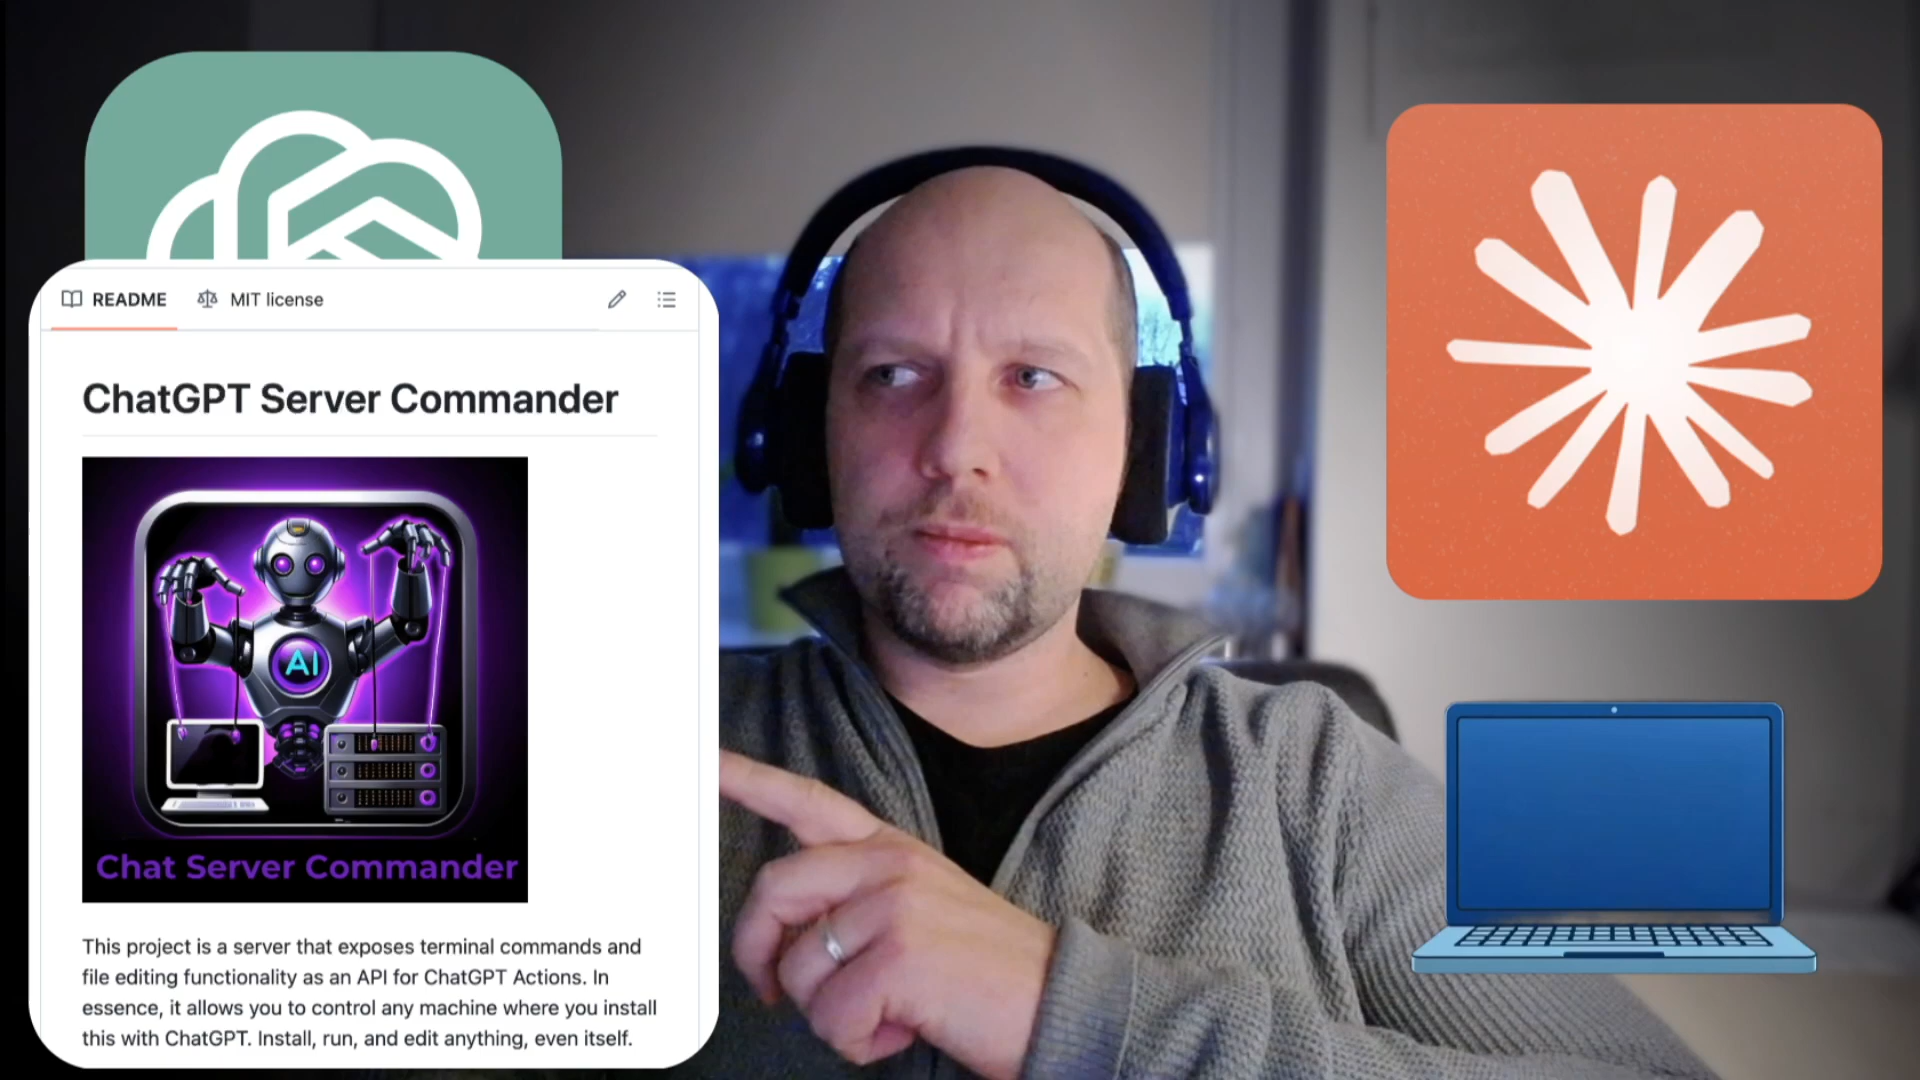 README
MIT license
ChatGPT Server Commander
AI
Chat Server Commander
This project is a server that exposes terminal commands and
file editing functionality as an API for ChatGPT Actions. In
essence, it allows you to control any machine where you install
this with ChatGPT. Install, run, and edit anything, even itself.